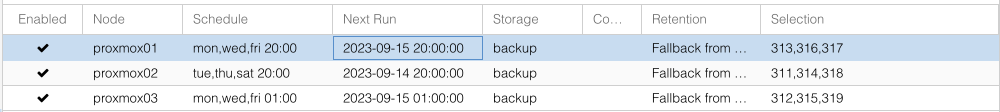 Enabled Node Schedule Next Run Storage Co… Retention Selection
proxmox01 mon,wed,fri 20:00 2023-09-15 20:00:00 backup Fallback from … 313,316,317
proxmox02 tue,thu,sat 20:00 2023-09-14 20:00:00 backup Fallback from … 311,314,318
proxmox03 mon,wed,fri 01:00 2023-09-15 01:00:00 backup Fallback from … 312,315,319